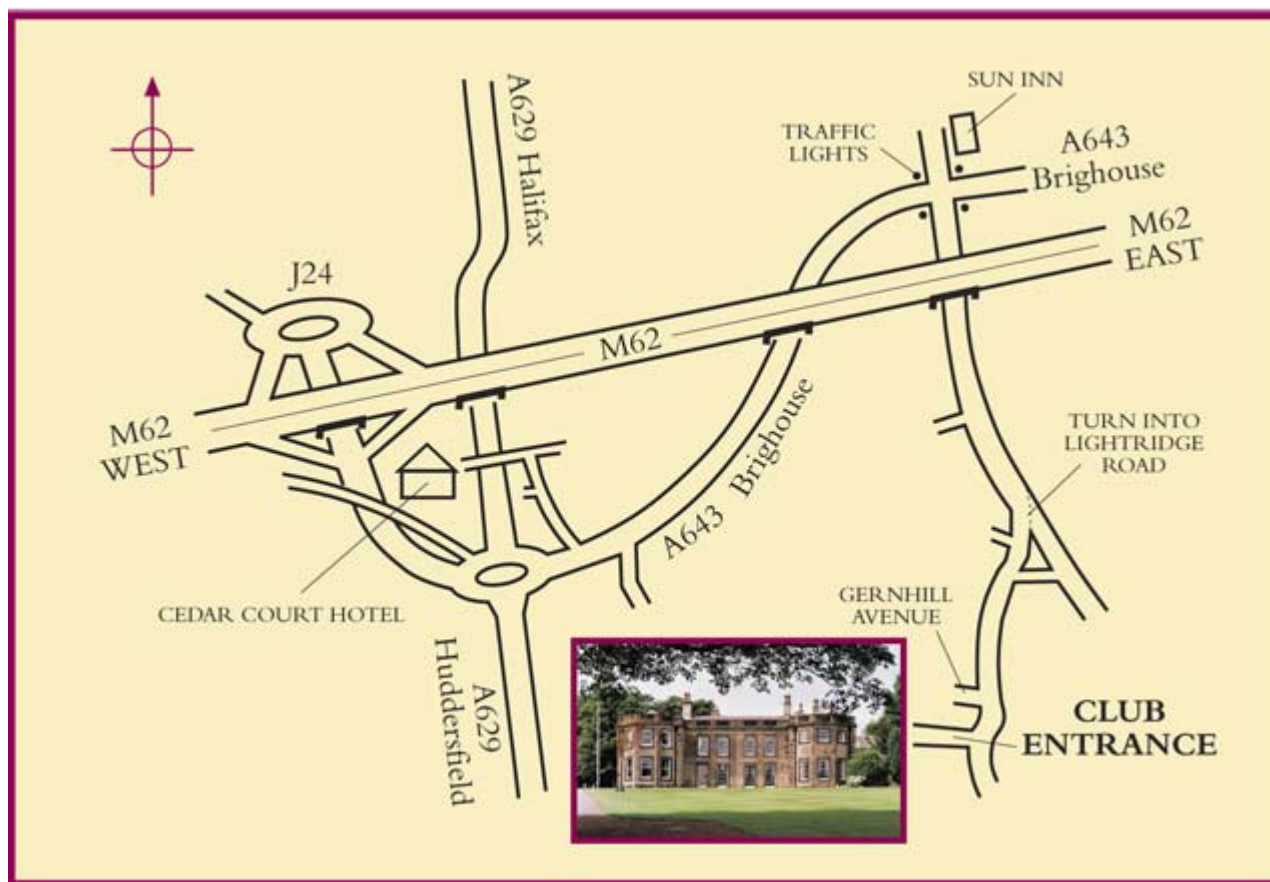 SUN INN
TRAFFIC
LIGHTS
A643
Brighouse
A629 Halifax
M62
EAST
J24
M62
M62
WEST
A643 Brighouse
TURN INTO
LIGHTRIDGE
ROAD
CEDAR COURT HOTEL
GERNHILL
AVENUE
A629
Huddersfield
CLUB
ENTRANCE